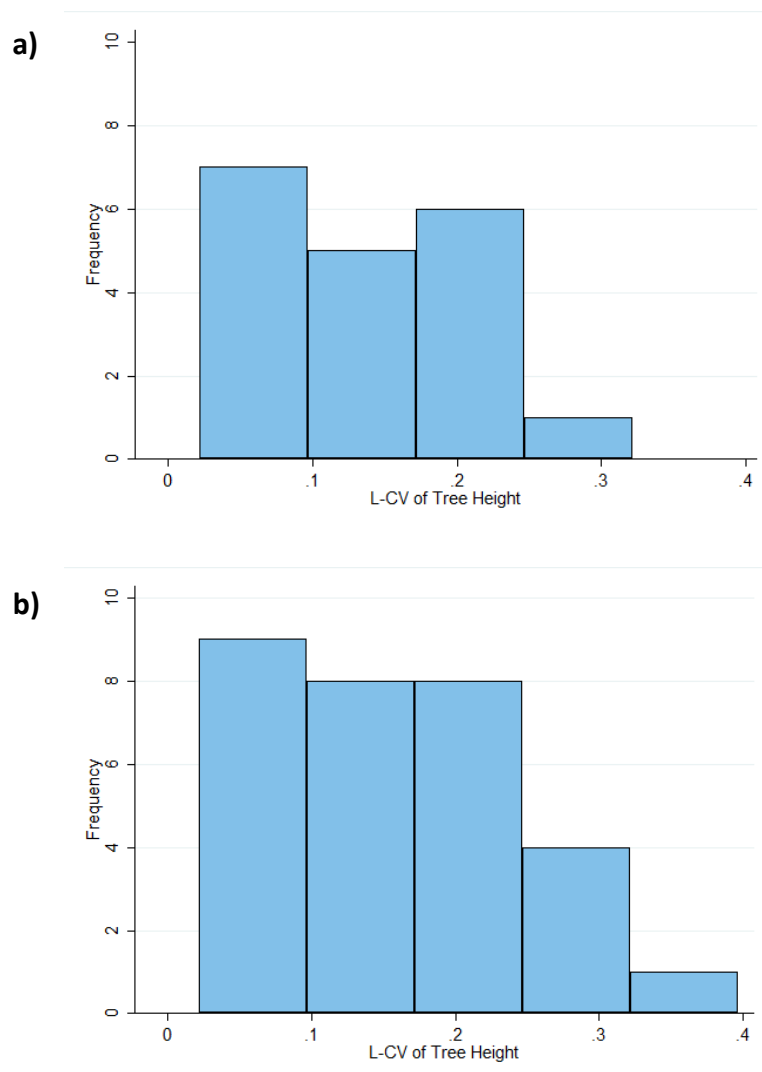 a)
10
8
6
4
2
0
Frequency
0 .1 .2 .3 .4
L-CV of Tree Height
b)
10
8
6
4
2
0
Frequency
0 .1 .2 .3 .4
L-CV of Tree Height